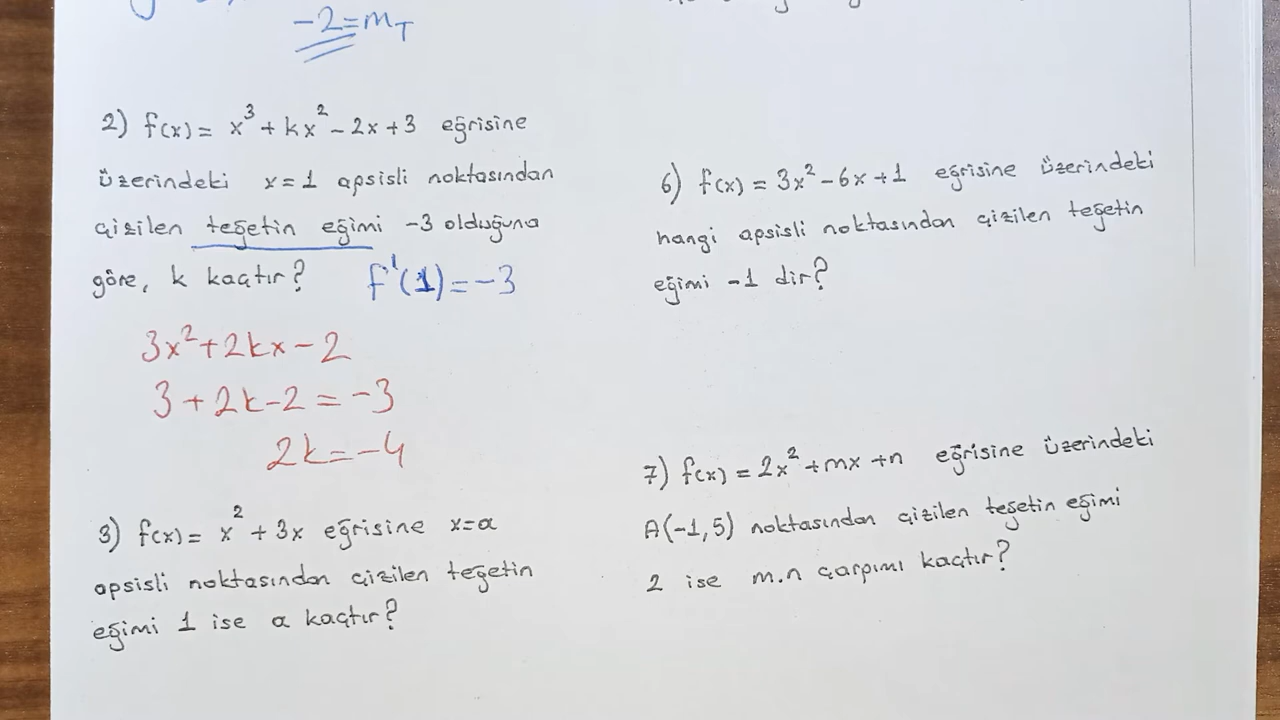 -2=mT
2) f(x) = x³ + kx² - 2x + 3 eğrisine
üzerindeki x=1 apsisli noktasından
çizilen teğetin eğimi -3 olduğuna
göre, k kaçtır? f'(1)=-3
3x²+2kx-2
3+2k-2=-3
2k=-4
3) f(x) = x² + 3x eğrisine x=a
apsisli noktasından çizilen teğetin
eğimi 1 ise a kaçtır?
6) f(x) = 3x²-6x+1 eğrisine üzerindeki
hangi apsisli noktasından çizilen teğetin
eğimi -1 dir?
7) f(x) = 2x²+mx+n eğrisine üzerindeki
A(-1,5) noktasından çizilen teğetin eğimi
2 ise m.n çarpımı kaçtır?